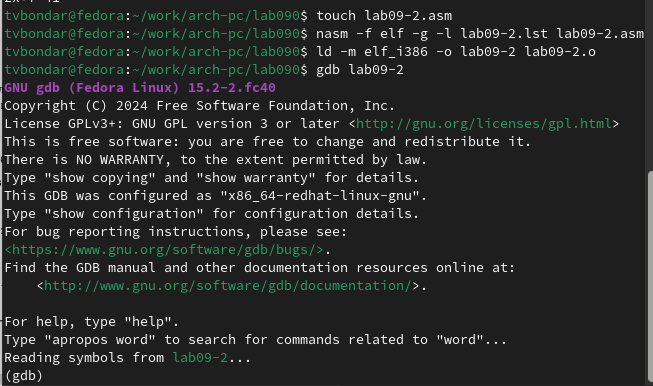 tvbondar@fedora:~/work/arch-pc/lab090$ touch lab09-2.asm
tvbondar@fedora:~/work/arch-pc/lab090$ nasm -f elf -g -l lab09-2.lst lab09-2.asm
tvbondar@fedora:~/work/arch-pc/lab090$ ld -m elf_i386 -o lab09-2 lab09-2.o
tvbondar@fedora:~/work/arch-pc/lab090$ gdb lab09-2
GNU gdb (Fedora Linux) 15.2-2.fc40
Copyright (C) 2024 Free Software Foundation, Inc.
License GPLv3+: GNU GPL version 3 or later <http://gnu.org/licenses/gpl.html>
This is free software: you are free to change and redistribute it.
There is NO WARRANTY, to the extent permitted by law.
Type "show copying" and "show warranty" for details.
This GDB was configured as "x86_64-redhat-linux-gnu".
Type "show configuration" for configuration details.
For bug reporting instructions, please see:
<https://www.gnu.org/software/gdb/bugs/>.
Find the GDB manual and other documentation resources online at:
    <http://www.gnu.org/software/gdb/documentation/>.

For help, type "help".
Type "apropos word" to search for commands related to "word"...
Reading symbols from lab09-2...
(gdb)